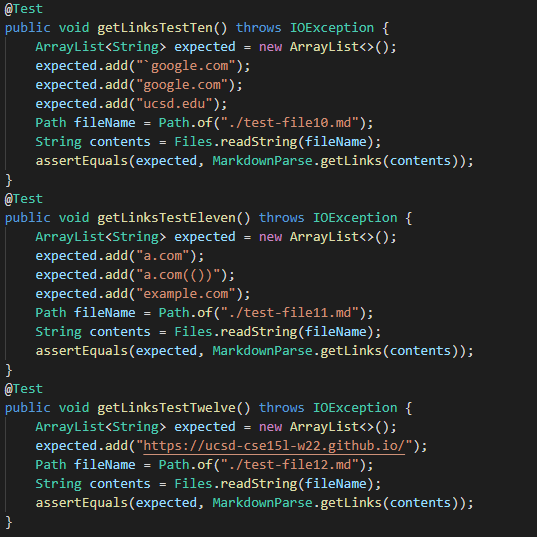 @Test
public void getLinksTestTen() throws IOException {
    ArrayList<String> expected = new ArrayList<>();
    expected.add("`google.com");
    expected.add("google.com");
    expected.add("ucsd.edu");
    Path fileName = Path.of("./test-file10.md");
    String contents = Files.readString(fileName);
    assertEquals(expected, MarkdownParse.getLinks(contents));
}
@Test
public void getLinksTestEleven() throws IOException {
    ArrayList<String> expected = new ArrayList<>();
    expected.add("a.com");
    expected.add("a.com(())");
    expected.add("example.com");
    Path fileName = Path.of("./test-file11.md");
    String contents = Files.readString(fileName);
    assertEquals(expected, MarkdownParse.getLinks(contents));
}
@Test
public void getLinksTestTwelve() throws IOException {
    ArrayList<String> expected = new ArrayList<>();
    expected.add("https://ucsd-cse15l-w22.github.io/");
    Path fileName = Path.of("./test-file12.md");
    String contents = Files.readString(fileName);
    assertEquals(expected, MarkdownParse.getLinks(contents));
}